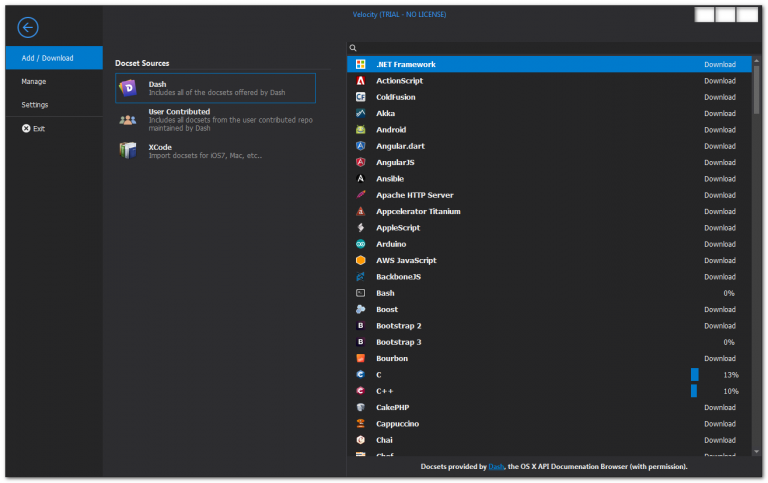 Velocity (TRIAL - NO LICENSE)
Add / Download
Manage
Settings
Exit
Docset Sources
Dash
Includes all of the docsets offered by Dash
User Contributed
Includes all docsets from the user contributed repo
maintained by Dash
XCode
Import docsets for iOS7, Mac, etc...
.NET Framework Download
ActionScript Download
ColdFusion Download
Akka Download
Android Download
Angular.dart Download
AngularJS Download
Ansible Download
Apache HTTP Server Download
Appcelerator Titanium Download
AppleScript Download
Arduino Download
AWS JavaScript Download
BackboneJS Download
Bash 0%
Boost Download
Bootstrap 2 Download
Bootstrap 3 0%
Bourbon Download
C 13%
C++ 10%
CakePHP Download
Cappuccino Download
Chai Download
Chef Download
Docsets provided by Dash, the OS X API Documenation Browser (with permission).